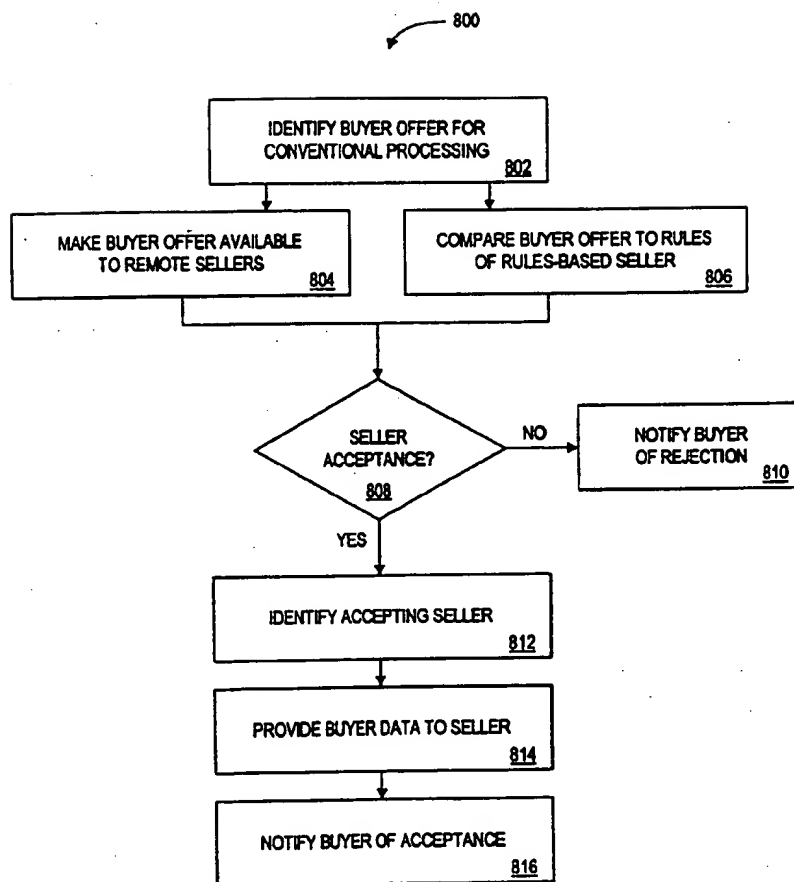 800
IDENTIFY BUYER OFFER FOR
CONVENTIONAL PROCESSING
802
MAKE BUYER OFFER AVAILABLE
TO REMOTE SELLERS
804
COMPARE BUYER OFFER TO RULES
OF RULES-BASED SELLER
806
SELLER
ACCEPTANCE?
808
NO
NOTIFY BUYER
OF REJECTION
810
YES
IDENTIFY ACCEPTING SELLER
812
PROVIDE BUYER DATA TO SELLER
814
NOTIFY BUYER OF ACCEPTANCE
816